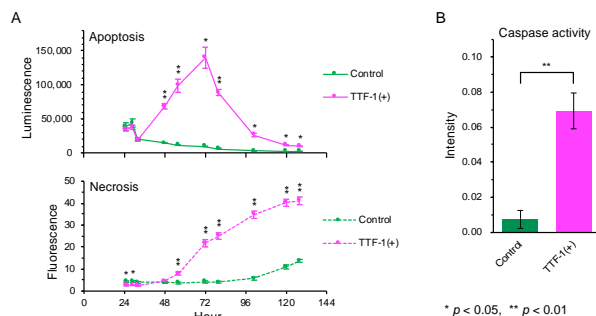 A
Apoptosis
Luminescence
150,000
100,000
50,000
0
*
*
*
*
*
*
*
*
*
*
*
Control
TTF-1(+)
Necrosis
Fluorescence
50
40
30
20
10
0
* *
**
**
**
**
**
**
Control
TTF-1(+)
0 24 48 72 96 120 144
Hour
B
Caspase activity
Intensity
0.10
0.08
0.06
0.04
0.02
0.00
**
Control
TTF-1(+)
* p < 0.05, ** p < 0.01